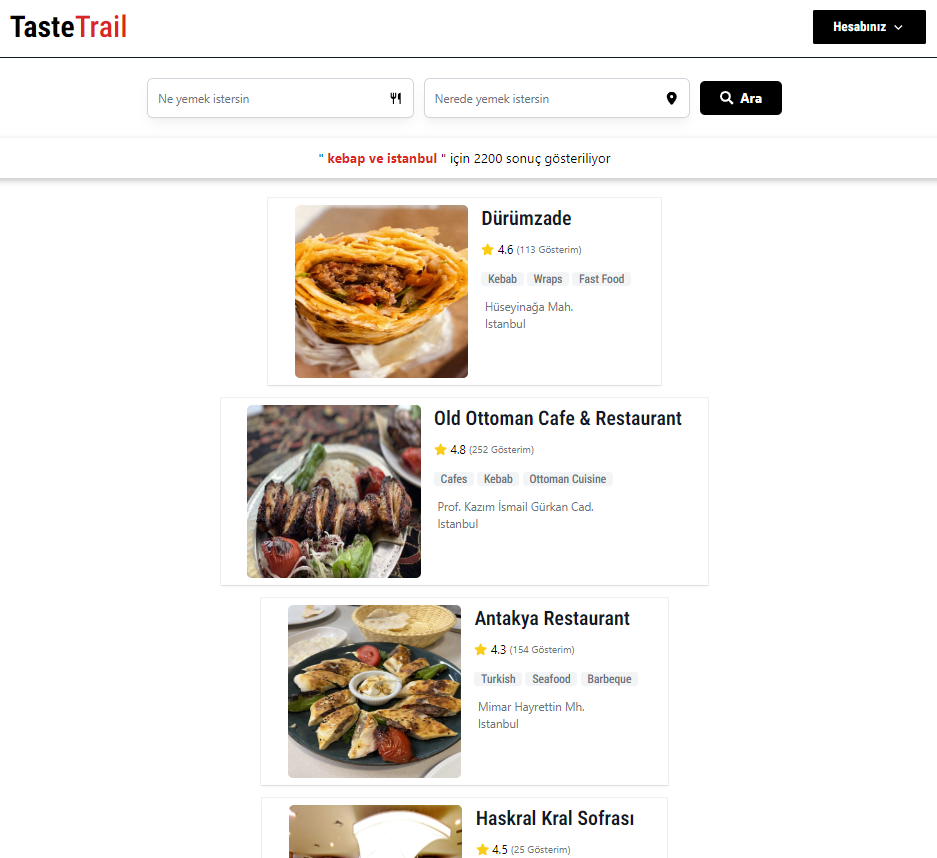 TasteTrail
Hesabınız
Ne yemek istersin
Nerede yemek istersin
Ara
" kebap ve istanbul " için 2200 sonuç gösteriliyor
Dürümzade
4.6 (113 Gösterim)
Kebab Wraps Fast Food
Hüseyinağa Mah.
Istanbul
Old Ottoman Cafe & Restaurant
4.8 (252 Gösterim)
Cafes Kebab Ottoman Cuisine
Prof. Kazım İsmail Gürkan Cad.
Istanbul
Antakya Restaurant
4.3 (154 Gösterim)
Turkish Seafood Barbeque
Mimar Hayrettin Mh.
Istanbul
Haskral Kral Sofrası
4.5 (25 Gösterim)